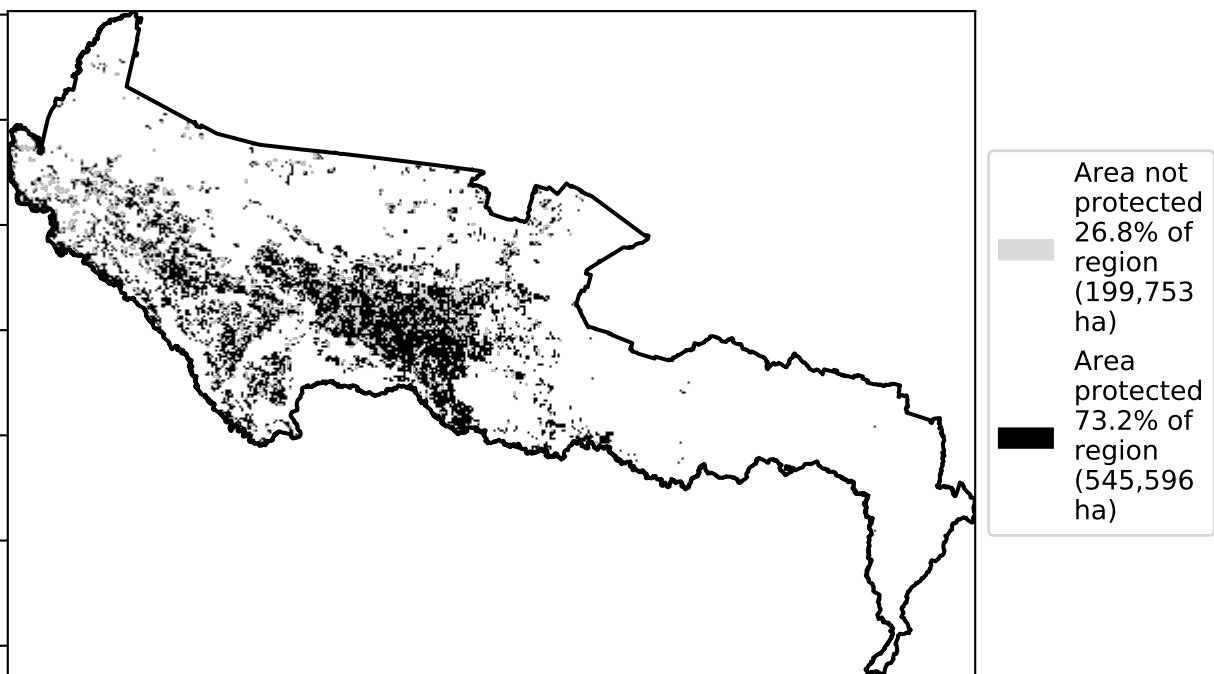 Area not
protected
26.8% of
region
(199,753
ha)
Area
protected
73.2% of
region
(545,596
ha)